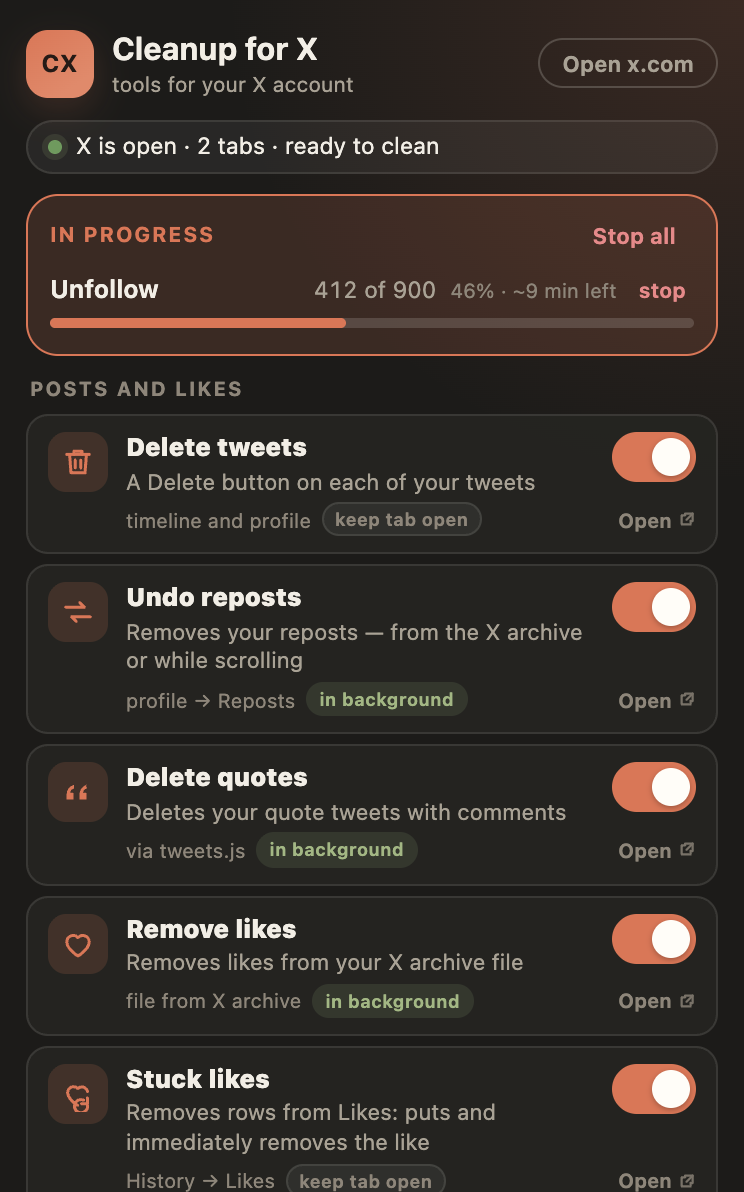 CX
Cleanup for X
tools for your X account
Open x.com
X is open · 2 tabs · ready to clean
IN PROGRESS
Stop all
Unfollow
412 of 900
46% · ~9 min left
stop
POSTS AND LIKES
Delete tweets
A Delete button on each of your tweets
timeline and profile
keep tab open
Open
Undo reposts
Removes your reposts — from the X archive
or while scrolling
profile → Reposts
in background
Open
Delete quotes
Deletes your quote tweets with comments
via tweets.js
in background
Open
Remove likes
Removes likes from your X archive file
file from X archive
in background
Open
Stuck likes
Removes rows from Likes: puts and
immediately removes the like
History → Likes
keep tab open
Open